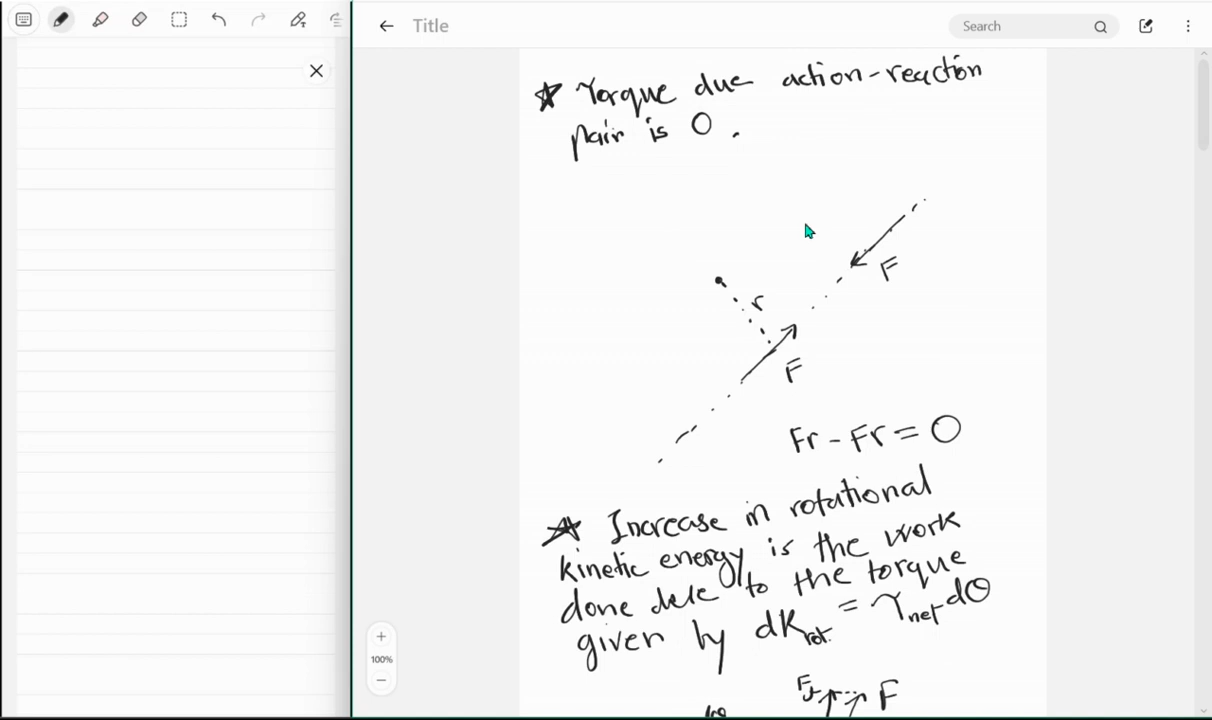 Title
Search
★ Torque due action-reaction
pair is 0.
F
r
F
Fr - Fr = 0
★ Increase in rotational
kinetic energy is the work
done due to the torque
given by dK_rot. = τ_net dθ
F
100%